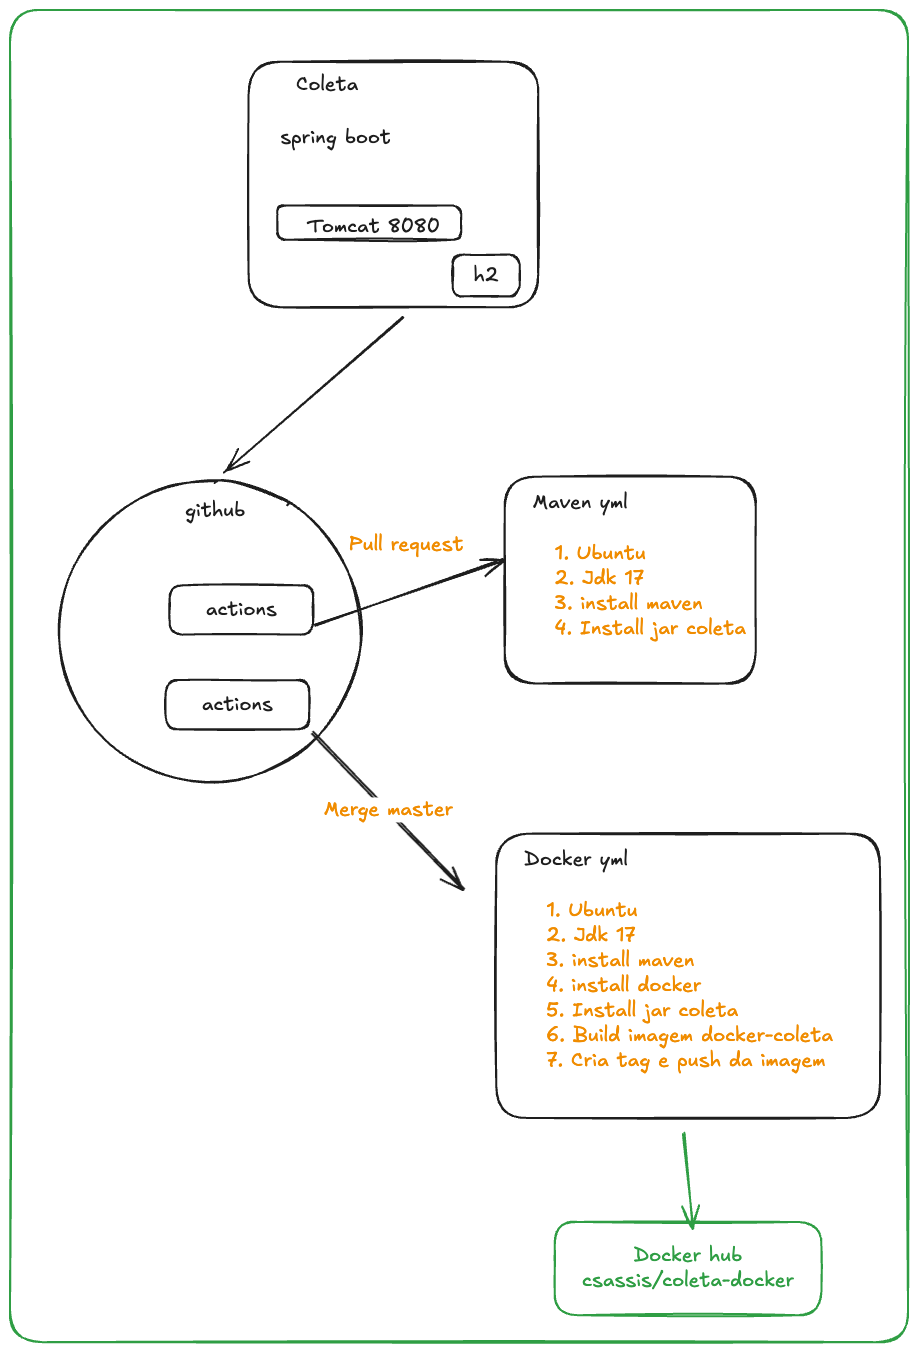 Coleta
spring boot
Tomcat 8080
h2
github
actions
actions
Pull request
Maven yml
1. Ubuntu
2. Jdk 17
3. install maven
4. Install jar coleta
Merge master
Docker yml
1. Ubuntu
2. Jdk 17
3. install maven
4. install docker
5. Install jar coleta
6. Build imagem docker-coleta
7. Cria tag e push da imagem
Docker hub
csassis/coleta-docker